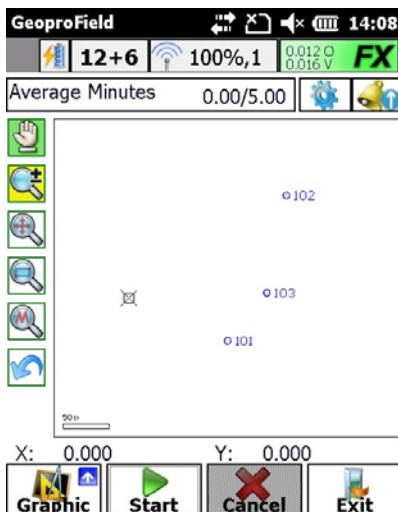 GeoproField 14:08
12+6 100%,1 0.012 O FX
0.016 V
Average Minutes 0.00/5.00
102
103
101
50 o
X: 0.000 Y: 0.000
Graphic Start Cancel Exit